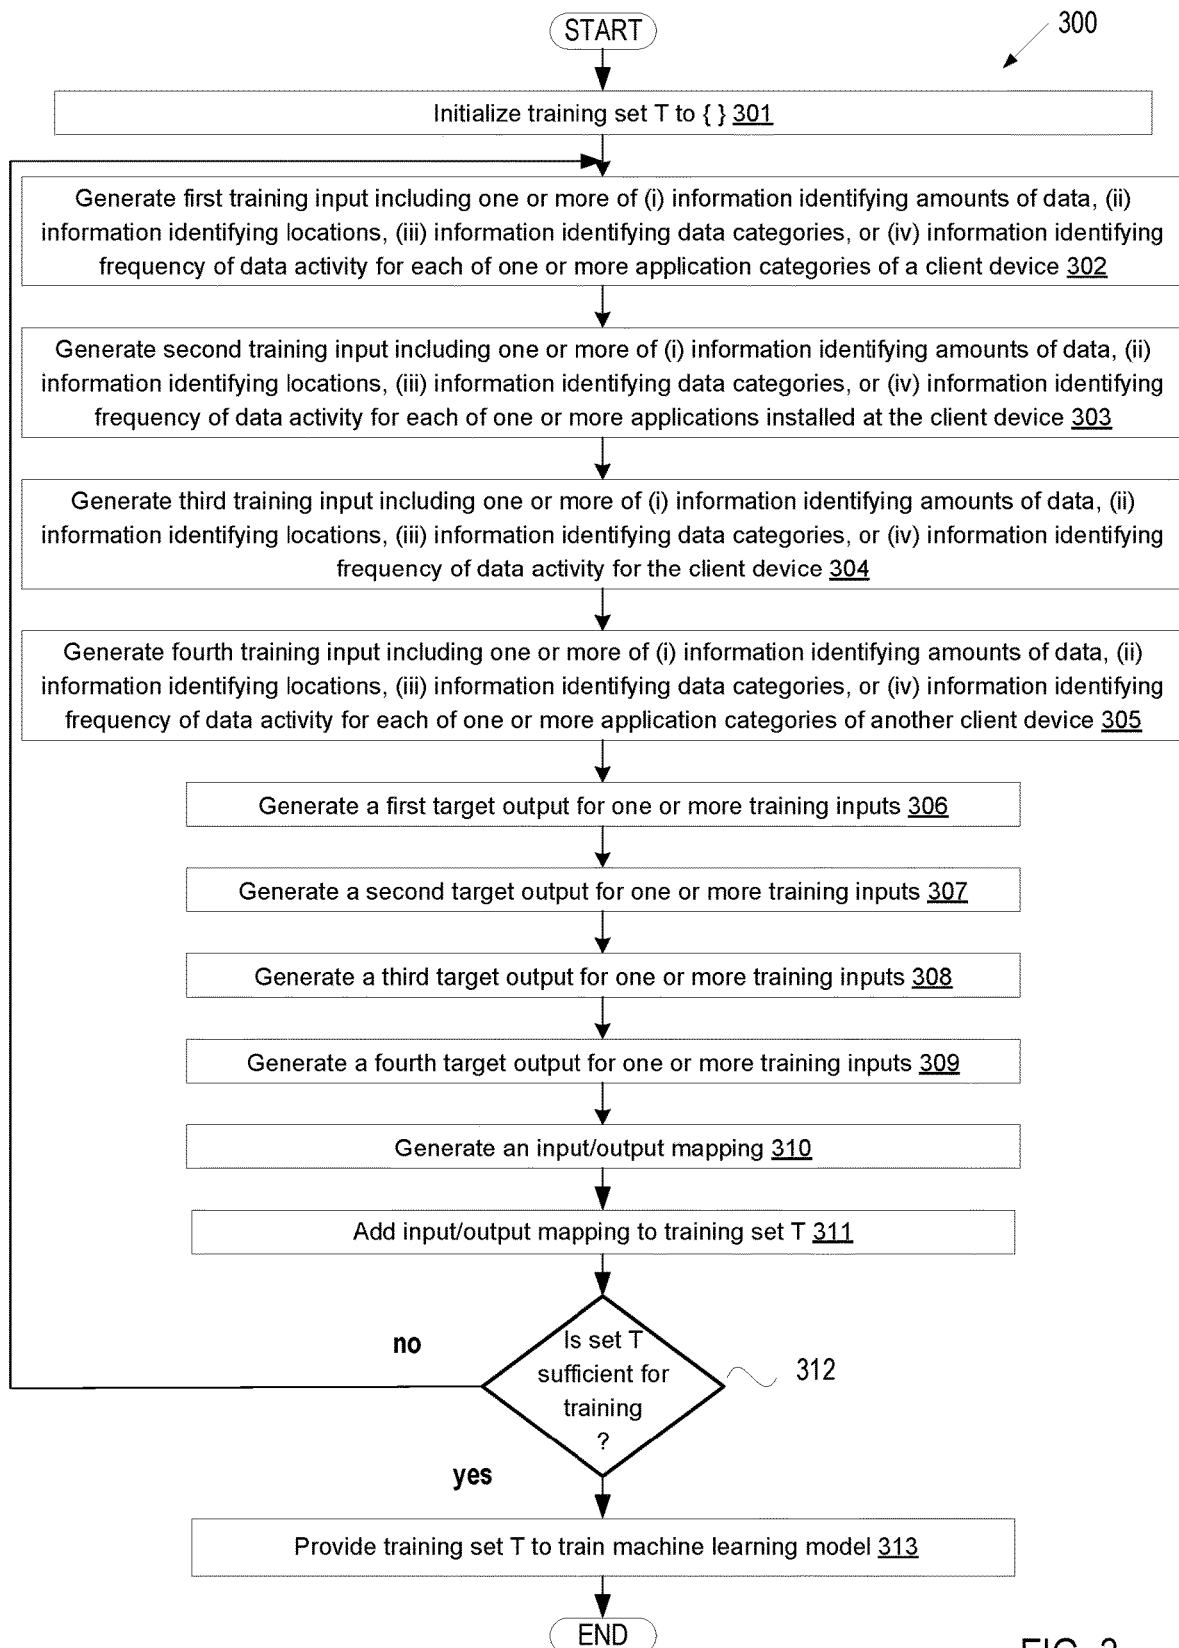 START
300
Initialize training set T to { } 301
Generate first training input including one or more of (i) information identifying amounts of data, (ii)
information identifying locations, (iii) information identifying data categories, or (iv) information identifying
frequency of data activity for each of one or more application categories of a client device 302
Generate second training input including one or more of (i) information identifying amounts of data, (ii)
information identifying locations, (iii) information identifying data categories, or (iv) information identifying
frequency of data activity for each of one or more applications installed at the client device 303
Generate third training input including one or more of (i) information identifying amounts of data, (ii)
information identifying locations, (iii) information identifying data categories, or (iv) information identifying
frequency of data activity for the client device 304
Generate fourth training input including one or more of (i) information identifying amounts of data, (ii)
information identifying locations, (iii) information identifying data categories, or (iv) information identifying
frequency of data activity for each of one or more application categories of another client device 305
Generate a first target output for one or more training inputs 306
Generate a second target output for one or more training inputs 307
Generate a third target output for one or more training inputs 308
Generate a fourth target output for one or more training inputs 309
Generate an input/output mapping 310
Add input/output mapping to training set T 311
Is set T
sufficient for
training
?
no
312
yes
Provide training set T to train machine learning model 313
END